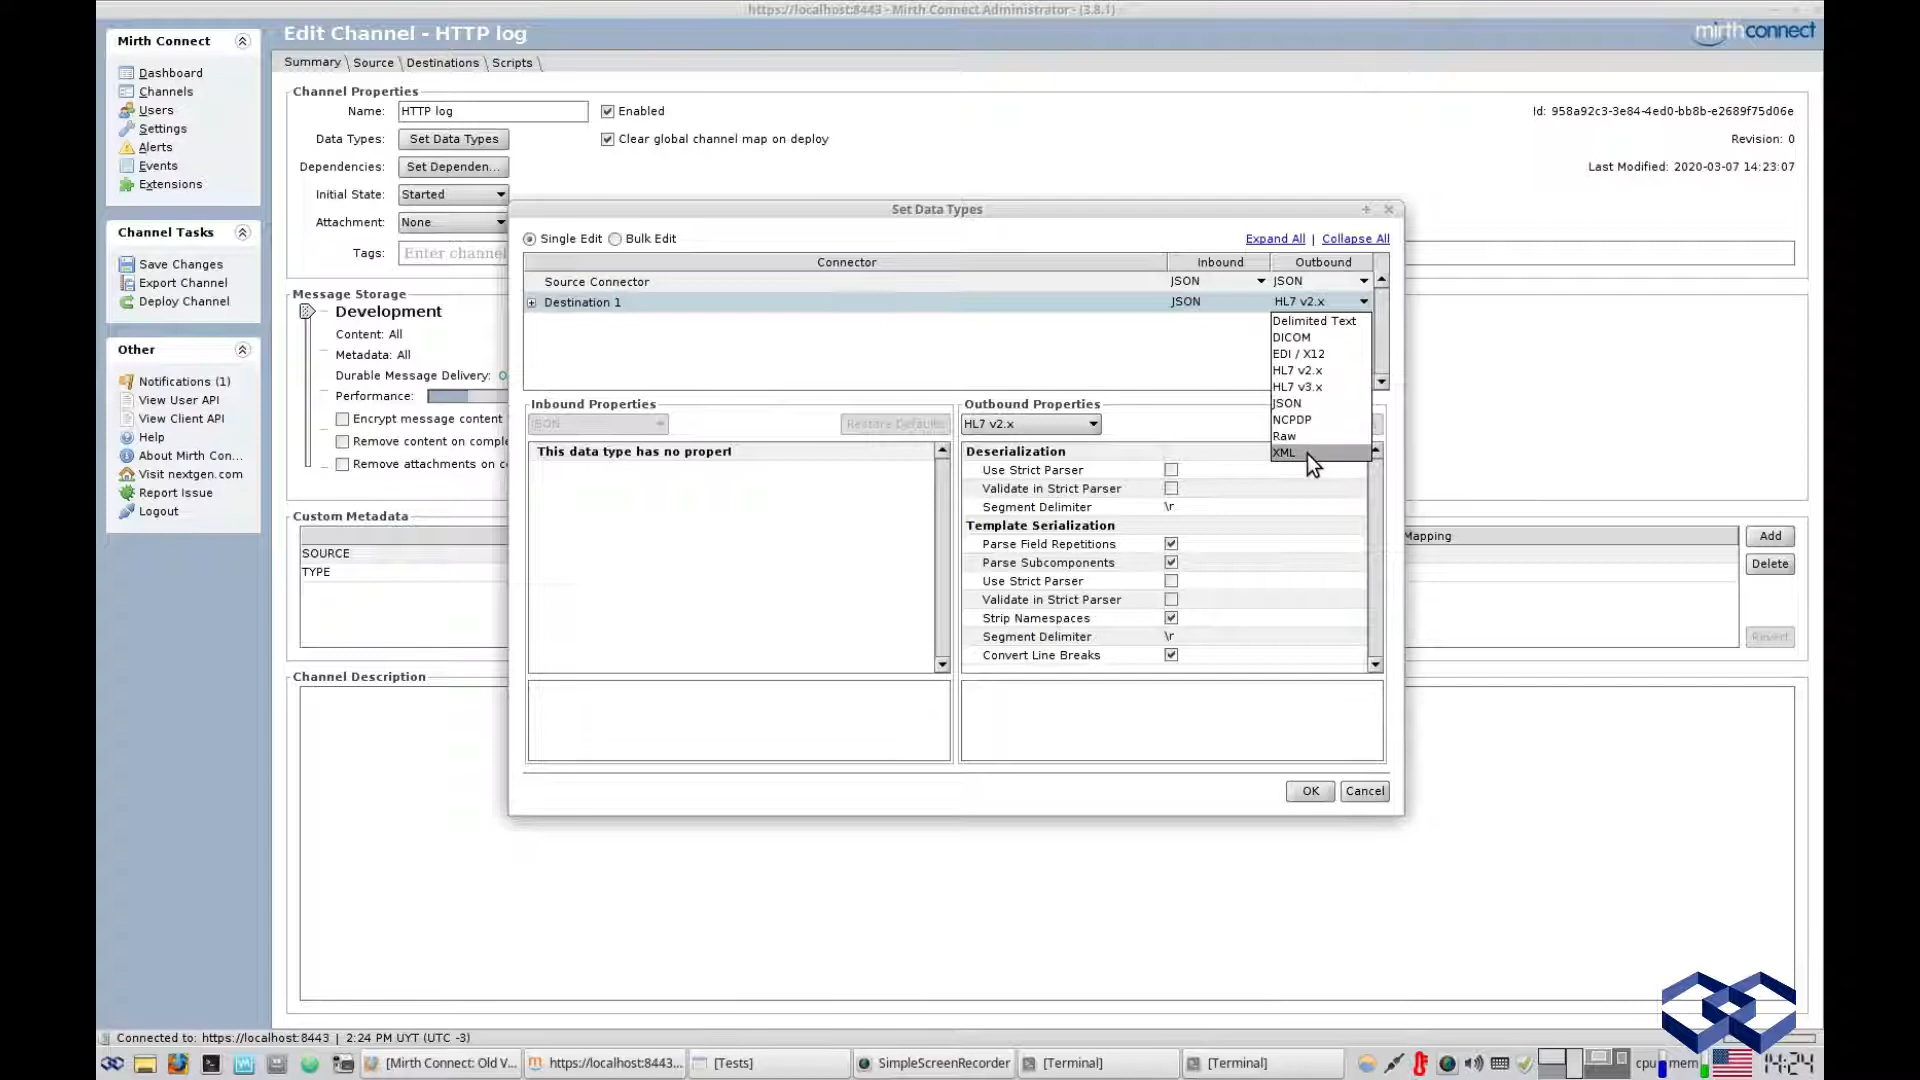 https://localhost:8443 - Mirth Connect Administrator - (3.8.1)
Mirth Connect
Dashboard
Channels
Users
Settings
Alerts
Events
Extensions
Channel Tasks
Save Changes
Export Channel
Deploy Channel
Other
Notifications (1)
View User API
View Client API
Help
About Mirth Con...
Visit nextgen.com
Report Issue
Logout
Edit Channel - HTTP log
mirthconnect
Summary Source Destinations Scripts
Channel Properties
Name: HTTP log Enabled
Id: 958a92c3-3e84-4ed0-bb8b-e2689f75d06e
Data Types: Set Data Types Clear global channel map on deploy
Revision: 0
Dependencies: Set Dependen...
Last Modified: 2020-03-07 14:23:07
Initial State: Started
Attachment: None
Tags: Enter channel
Message Storage
Development
Content: All
Metadata: All
Durable Message Delivery:
Performance:
Encrypt message content
Remove content on comple
Remove attachments on c
Custom Metadata
SOURCE
TYPE
Mapping
Add
Delete
Revert
Channel Description
Set Data Types
Single Edit Bulk Edit
Expand All | Collapse All
Connector Inbound Outbound
Source Connector JSON JSON
Destination 1 JSON HL7 v2.x
Delimited Text
DICOM
EDI / X12
HL7 v2.x
HL7 v3.x
JSON
NCPDP
Raw
XML
Inbound Properties
JSON Restore Defaults
This data type has no propert
Outbound Properties
HL7 v2.x
Deserialization
Use Strict Parser
Validate in Strict Parser
Segment Delimiter \r
Template Serialization
Parse Field Repetitions
Parse Subcomponents
Use Strict Parser
Validate in Strict Parser
Strip Namespaces
Segment Delimiter \r
Convert Line Breaks
OK Cancel
Connected to: https://localhost:8443 | 2:24 PM UYT (UTC -3)
[Mirth Connect: Old V... https://localhost:8443... [Tests] SimpleScreenRecorder [Terminal] [Terminal] cpu mem 14:24